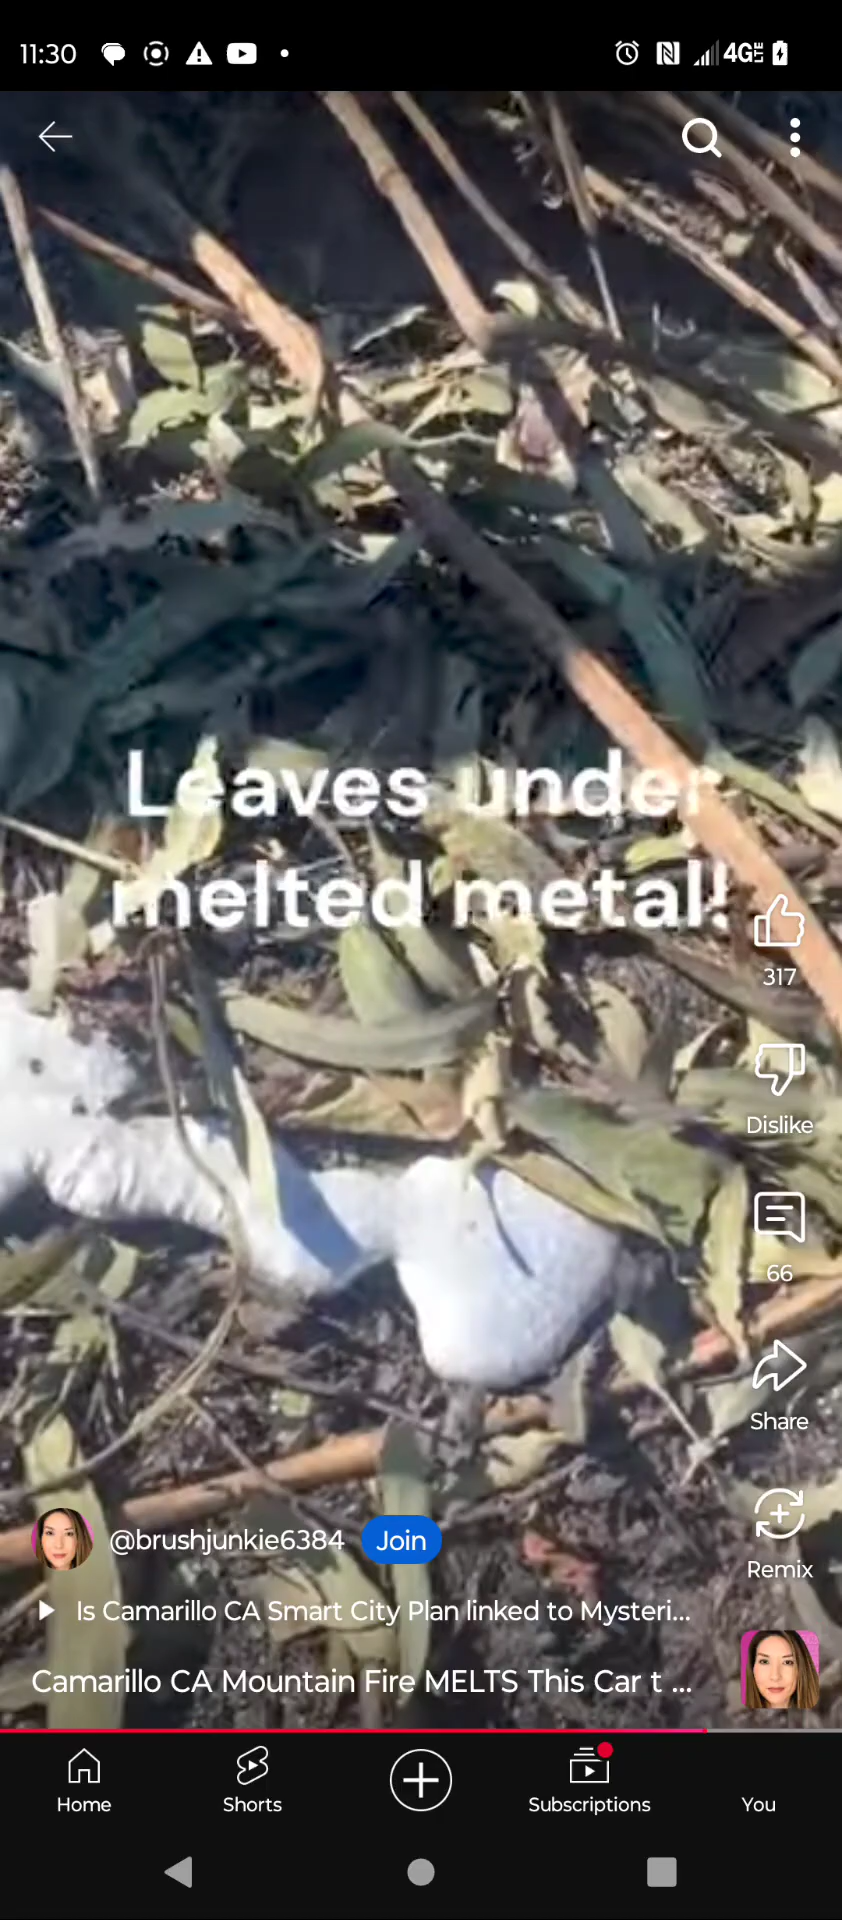 11:30
4G LTE
Leaves under
melted metal!
317
Dislike
66
Share
Remix
@brushjunkie6384 Join
Is Camarillo CA Smart City Plan linked to Mysteri...
Camarillo CA Mountain Fire MELTS This Car t ...
Home
Shorts
Subscriptions
You